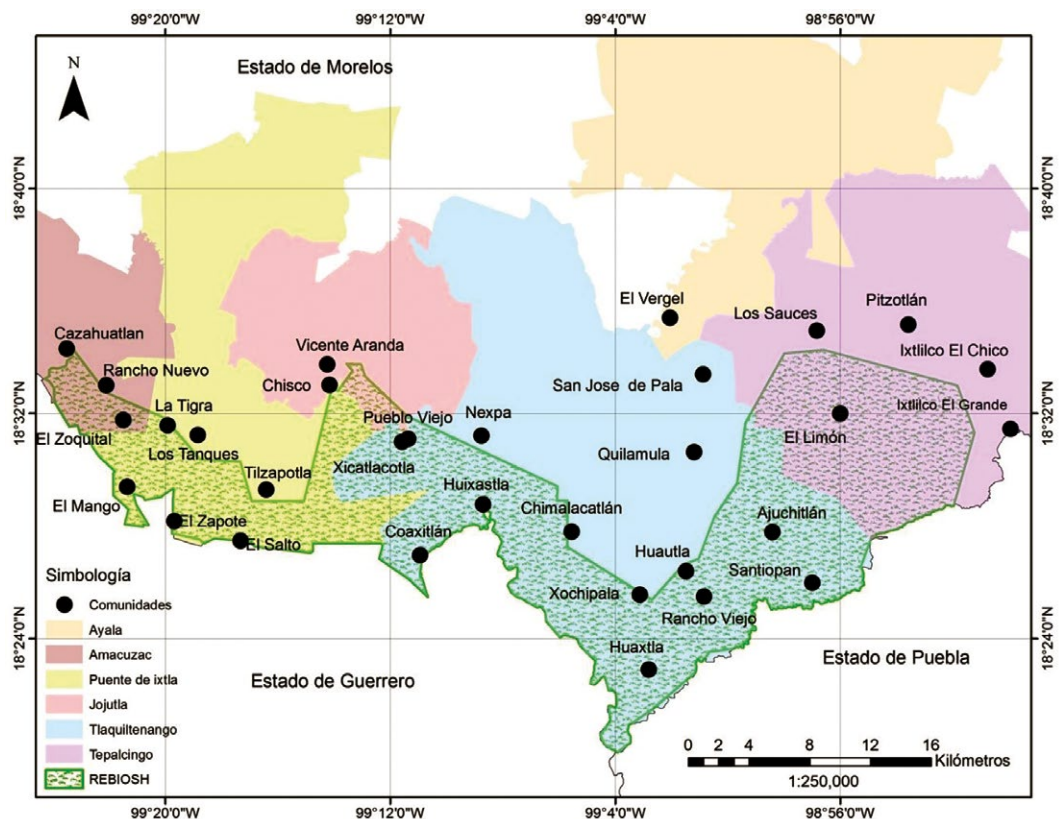 99°20'0"W
99°12'0"W
99°4'0"W
98°56'0"W
Estado de Morelos
N
18°40'0"N
18°40'0"N
El Vergel
Los Sauces
Pitzotlán
Cazahuatlan
Vicente Aranda
Ixtlilco El Chico
Rancho Nuevo
Chisco
San Jose de Pala
La Tigra
Pueblo Viejo
Nexpa
Ixtlilco El Grande
18°32'0"N
18°32'0"N
El Zoquital
El Limón
Los Tanques
Xicatlacotla
Quilamula
Tilzapotla
Huixastla
El Mango
Chimalacatlán
Ajuchitlán
El Zapote
Coaxitlán
El Salto
Huautla
Santiopan
Simbología
Xochipala
Comunidades
Rancho Viejo
Ayala
18°24'0"N
18°24'0"N
Huaxtla
Estado de Puebla
Amacuzac
Estado de Guerrero
Puente de ixtla
Jojutla
Tlaquiltenango
0 2 4 8 12 16
Tepalcingo
Kilómetros
REBIOSH
1:250,000
99°20'0"W
99°12'0"W
99°4'0"W
98°56'0"W